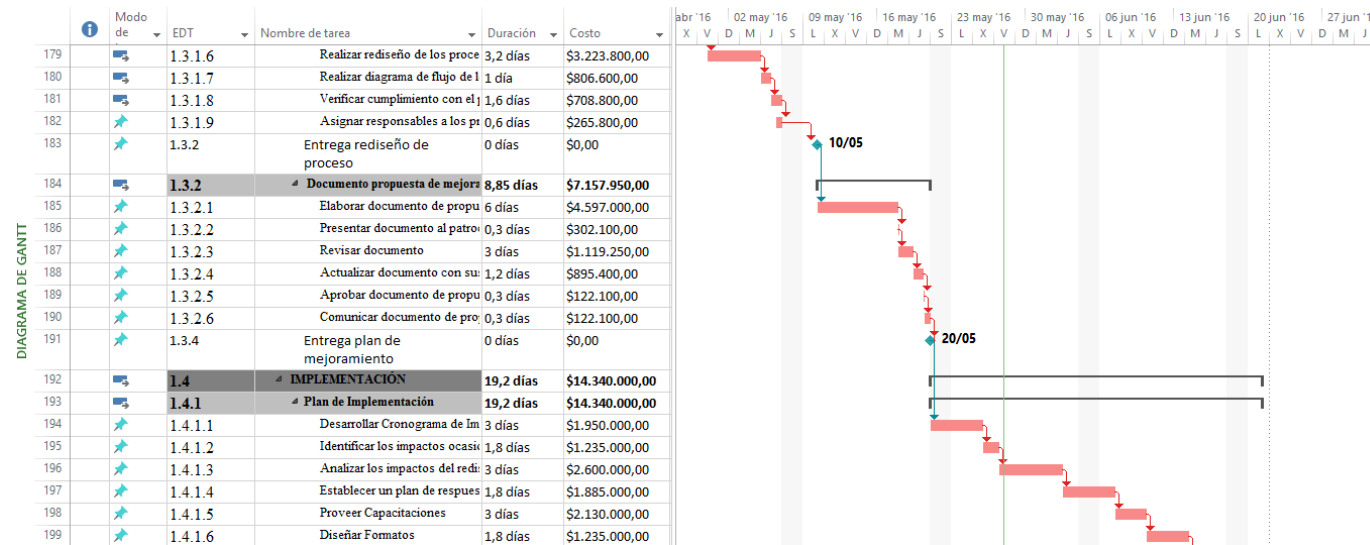 Modo de EDT Nombre de tarea Duración Costo
abr '16 02 may '16 09 may '16 16 may '16 23 may '16 30 may '16 06 jun '16 13 jun '16 20 jun '16 27 jun '1
X V D M J S L X V D M J S L X V D M J S L X V D M J S L X V D M J
179 1.3.1.6 Realizar rediseño de los proce 3,2 días $3.223.800,00
180 1.3.1.7 Realizar diagrama de flujo de l 1 día $806.600,00
181 1.3.1.8 Verificar cumplimiento con el 1,6 días $708.800,00
182 1.3.1.9 Asignar responsables a los pr 0,6 días $265.800,00
183 1.3.2 Entrega rediseño de 0 días $0,00 10/05
proceso
184 1.3.2 Documento propuesta de mejora 8,85 días $7.157.950,00
185 1.3.2.1 Elaborar documento de propu 6 días $4.597.000,00
186 1.3.2.2 Presentar documento al patro 0,3 días $302.100,00
187 1.3.2.3 Revisar documento 3 días $1.119.250,00
188 1.3.2.4 Actualizar documento con su 1,2 días $895.400,00
189 1.3.2.5 Aprobar documento de propu 0,3 días $122.100,00
190 1.3.2.6 Comunicar documento de pro 0,3 días $122.100,00
191 1.3.4 Entrega plan de 0 días $0,00 20/05
mejoramiento
192 1.4 IMPLEMENTACIÓN 19,2 días $14.340.000,00
193 1.4.1 Plan de Implementación 19,2 días $14.340.000,00
194 1.4.1.1 Desarrollar Cronograma de Im 3 días $1.950.000,00
195 1.4.1.2 Identificar los impactos ocasi 1,8 días $1.235.000,00
196 1.4.1.3 Analizar los impactos del redi 3 días $2.600.000,00
197 1.4.1.4 Establecer un plan de respues 1,8 días $1.885.000,00
198 1.4.1.5 Proveer Capacitaciones 3 días $2.130.000,00
199 1.4.1.6 Diseñar Formatos 1,8 días $1.235.000,00
DIAGRAMA DE GANTT